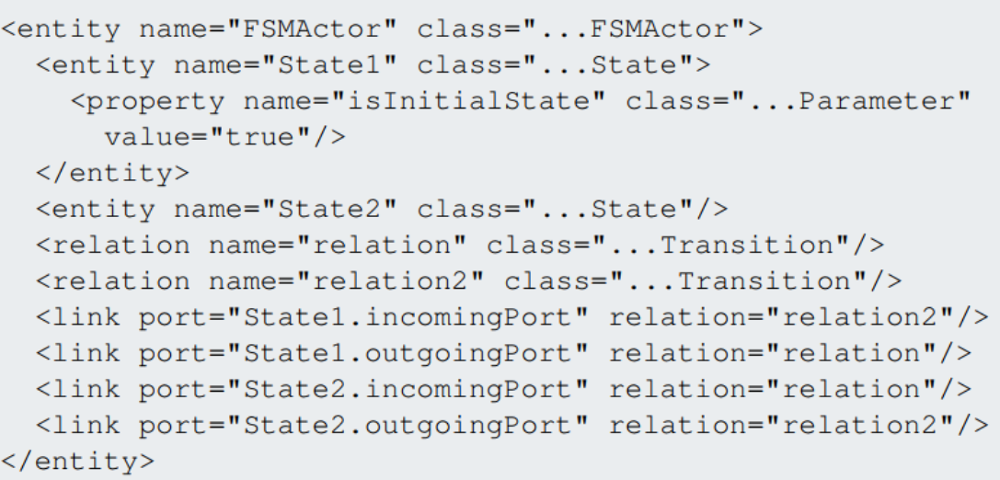 <entity name="FSMActor" class="...FSMActor">
  <entity name="State1" class="...State">
    <property name="isInitialState" class="...Parameter"
      value="true"/>
  </entity>
  <entity name="State2" class="...State"/>
  <relation name="relation" class="...Transition"/>
  <relation name="relation2" class="...Transition"/>
  <link port="State1.incomingPort" relation="relation2"/>
  <link port="State1.outgoingPort" relation="relation"/>
  <link port="State2.incomingPort" relation="relation"/>
  <link port="State2.outgoingPort" relation="relation2"/>
</entity>